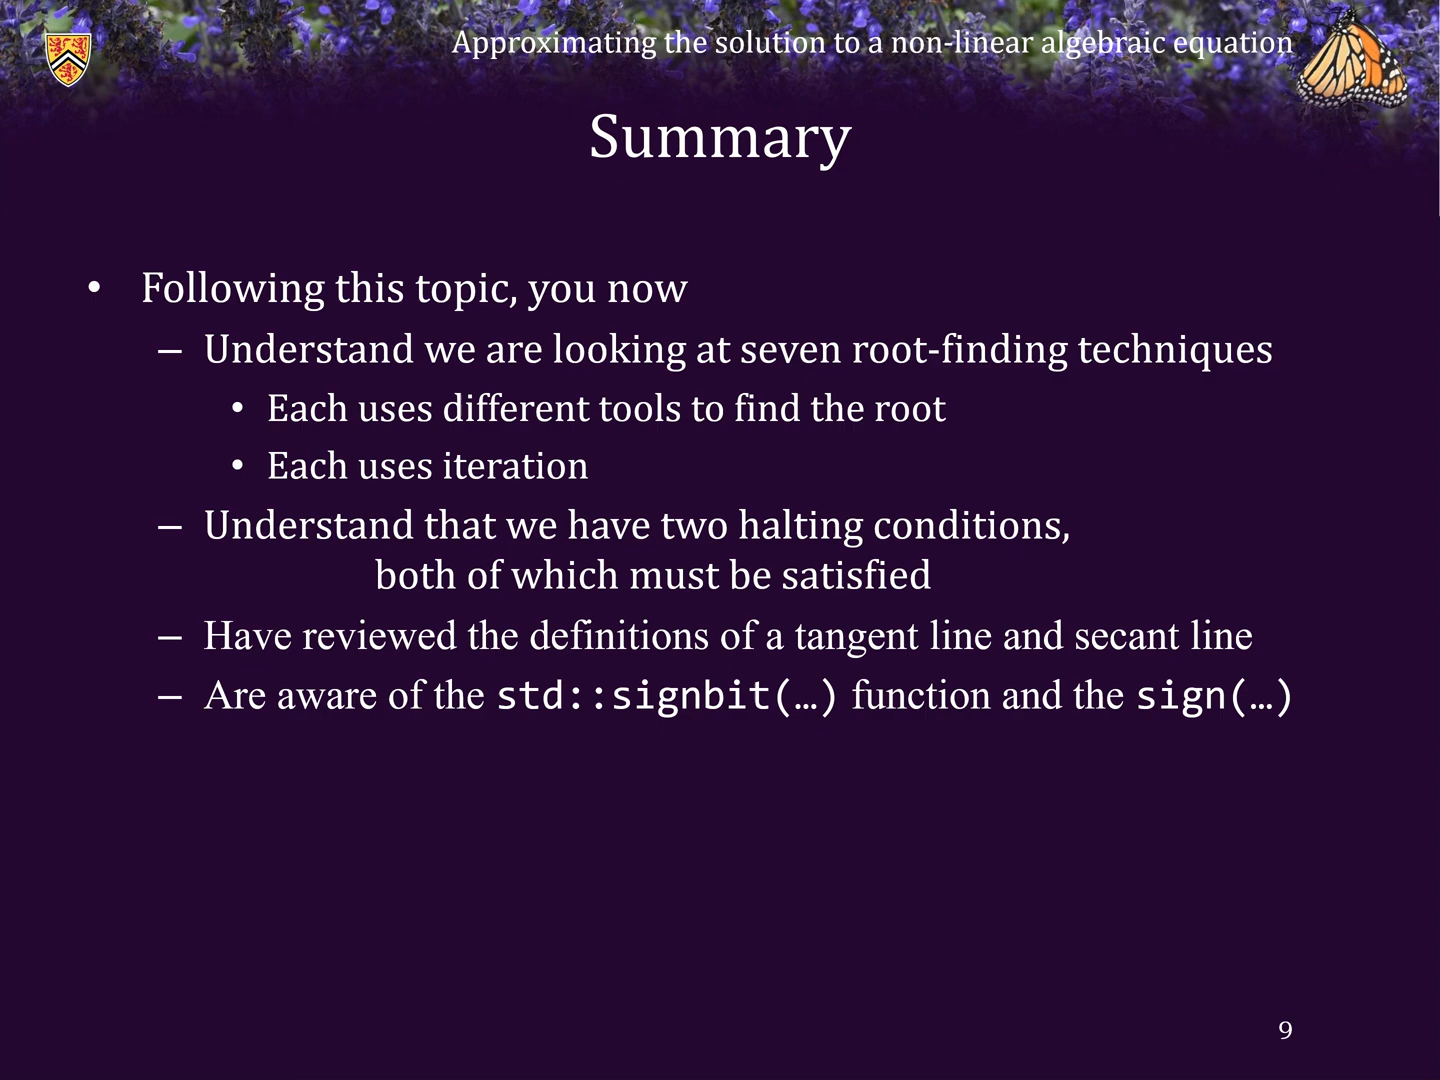 Approximating the solution to a non-linear algebraic equation
Summary
• Following this topic, you now
– Understand we are looking at seven root-finding techniques
• Each uses different tools to find the root
• Each uses iteration
– Understand that we have two halting conditions,
both of which must be satisfied
– Have reviewed the definitions of a tangent line and secant line
– Are aware of the std::signbit(…) function and the sign(…)
9